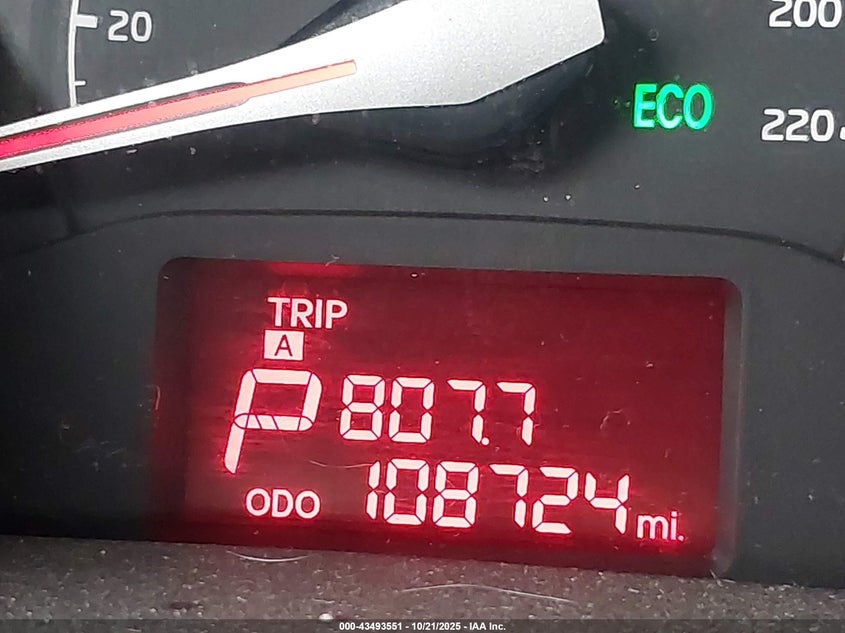 20
200
ECO
220
TRIP
A
P 807.7
ODO 108724 mi.
000-43493551 - 10/21/2025 - IAA Inc.